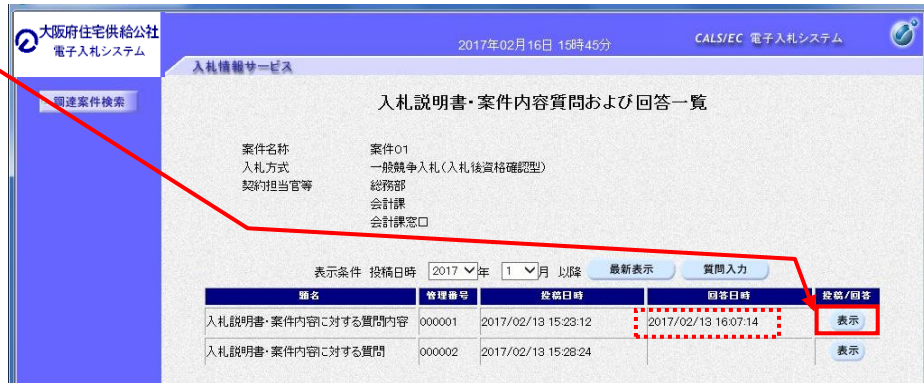 大阪府住宅供給公社
電子入札システム
2017年02月16日 15時45分
CALS/EC 電子入札システム
入札情報サービス
調達案件検索
入札説明書・案件内容質問および回答一覧
案件名称 案件01
入札方式 一般競争入札(入札後資格確認型)
契約担当官等 総務部
会計課
会計課窓口
表示条件 投稿日時 2017 年 1 月 以降 最新表示 質問入力
題名 管理番号 投稿日時 回答日時 投稿/回答
入札説明書・案件内容に対する質問内容 000001 2017/02/13 15:23:12 2017/02/13 16:07:14 表示
入札説明書・案件内容に対する質問 000002 2017/02/13 15:28:24 表示